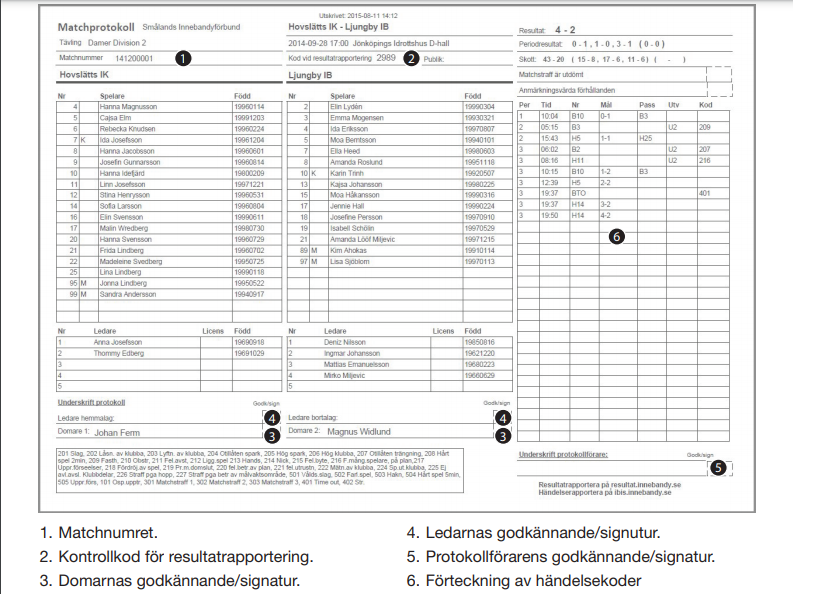 Utskrivet: 2015-08-11 14:12
Matchprotokoll Smålands Innebandyförbund
Tävling Damer Division 2
Matchnummer 141200001 1
Hovslätts IK
Hovslätts IK - Ljungby IB
2014-09-28 17:00 Jönköpings Idrottshus D-hall
Kod vid resultatrapportering 2989 2 Publik:
Ljungby IB
Resultat: 4 - 2
Periodresultat: 0 - 1, 1 - 0, 3 - 1 ( 0 - 0 )
Skott: 43 - 20 ( 15 - 8, 17 - 6, 11 - 6 ) ( - )
Matchstraff är utdömt
Anmärkningsvärda förhållanden
Nr Spelare Född
4 Hanna Magnusson 19960114
5 Cajsa Elm 19991203
6 Rebecka Knudsen 19960224
7 K Ida Josefsson 19961204
8 Hanna Jacobsson 19960601
9 Josefin Gunnarsson 19960814
10 Hanna Idefjärd 19800209
11 Linn Josefsson 19971221
12 Stina Henrysson 19960531
14 Sofia Larsson 19960804
16 Elin Svensson 19990611
17 Malin Wredberg 19980730
20 Hanna Svensson 19960729
21 Frida Lindberg 19960702
22 Madeleine Svedberg 19950725
25 Lina Lindberg 19990118
95 M Jonna Lindberg 19950522
99 M Sandra Andersson 19940917
Nr Spelare Född
2 Elin Lydén 19990304
3 Emma Mogensen 19930321
4 Ida Eriksson 19970807
5 Moa Berntsson 19940101
7 Ella Heed 19980603
8 Amanda Roslund 19951118
10 K Karin Trinh 19920507
13 Kajsa Johansson 19980225
15 Moa Håkansson 19990316
17 Jennie Hall 19990224
18 Josefine Persson 19970910
19 Isabell Schölin 19970529
21 Amanda Lööf Miljevic 19971215
89 M Kim Ahokas 19910114
97 M Lisa Sjöblom 19970113
Per Tid Nr Mål Pass Utv Kod
1 10:04 B10 0-1 B3
2 05:15 B3 U2 209
2 15:43 H5 1-1 H25
3 06:02 B2 U2 207
3 08:16 H11 U2 216
3 10:15 B10 1-2 B3
3 12:39 H5 2-2
3 19:37 BTO 401
3 19:37 H14 3-2
3 19:50 H14 4-2
6
Nr Ledare Licens Född
1 Anna Josefsson 19690918
2 Thommy Edberg 19691029
3
4
5
Nr Ledare Licens Född
1 Deniz Nilsson 19850816
2 Ingmar Johansson 19621220
3 Mattias Emanuelsson 19680223
4 Mirko Miljevic 19660629
5
Underskrift protokoll Godk/sign
Ledare hemmalag: 4
Domare 1: Johan Ferm 3
Godk/sign
Ledare bortalag: 4
Domare 2: Magnus Widlund 3
201 Slag, 202 Låsn. av klubba, 203 Lyftn. av klubba, 204 Otillåten spark, 205 Hög spark, 206 Hög klubba, 207 Otillåten trängning, 208 Hårt
spel 2min, 209 Fasth, 210 Obstr, 211 Fel.avst, 212 Ligg.spel 213 Hands, 214 Nick, 215 Fel.byte, 216 F.mång.spelare, på plan,217
Uppr.förseelser, 218 Fördröj.av spel, 219 Pr.m.domslut, 220 fel.betr av plan, 221 fel utrustn, 222 Mätn.av klubba, 224 Sp.ut.klubba, 225 Ej
avl.avsl. Klubbdelar, 226 Straff pga hopp, 227 Straff pga betr av målvaktsområde, 501 Vålds.slag, 502 Farl.spel, 503 Hakn, 504 Hårt spel 5min,
505 Uppr.förs, 101 Osp.upptr, 301 Matchstraff 1, 302 Matchstraff 2, 303 Matchstraff 3, 401 Time out, 402 Str.
Underskrift protokollförare: Godk/sign
5
Resultatrapportera på resultat.innebandy.se
Händelserapportera på ibis.innebandy.se
1. Matchnumret.
2. Kontrollkod för resultatrapportering.
3. Domarnas godkännande/signatur.
4. Ledarnas godkännande/signutur.
5. Protokollförarens godkännande/signatur.
6. Förteckning av händelsekoder